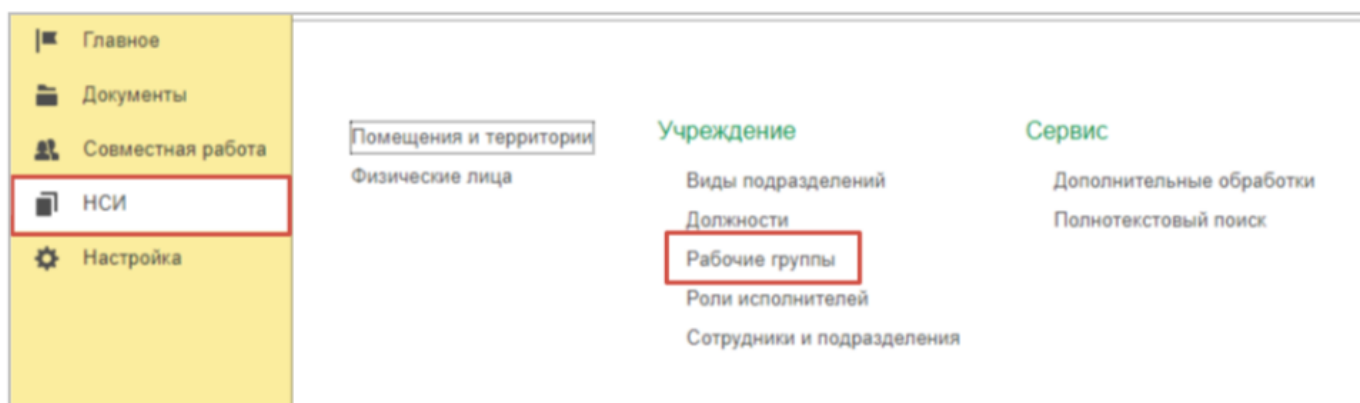 Главное
Документы
Совместная работа
НСИ
Настройка
Помещения и территории
Физические лица
Учреждение
Виды подразделений
Должности
Рабочие группы
Роли исполнителей
Сотрудники и подразделения
Сервис
Дополнительные обработки
Полнотекстовый поиск